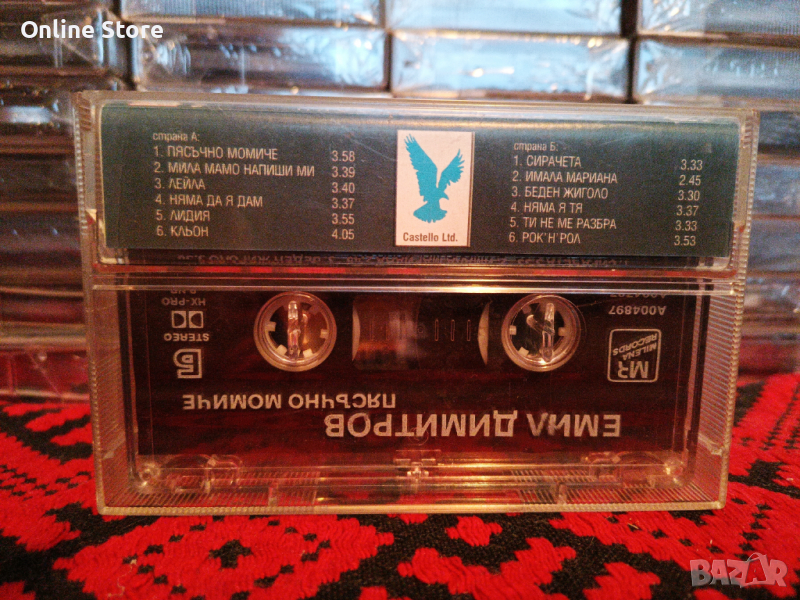 Online Store
страна А:
1. ПЯСЪЧНО МОМИЧЕ 3.58
2. МИЛА МАМО НАПИШИ МИ 3.39
3. ЛЕЙЛА 3.40
4. НЯМА ДА Я ДАМ 3.37
5. ЛИДИЯ 3.55
6. КЛЬОН 4.05
Castello Ltd.
страна Б:
1. СИРАЧЕТА 3.33
2. ИМАЛА МАРИАНА 2.45
3. БЕДЕН ЖИГОЛО 3.30
4. НЯМА Я ТЯ 3.37
5. ТИ НЕ МЕ РАЗБРА 3.33
6. РОК'Н'РОЛ 3.53
ЕМИЛ ДИМИТРОВ
ПЯСЪЧНО МОМИЧЕ
MR
MILENA
RECORDS
Б
STEREO
HX-PRO
A004897
BAZAR